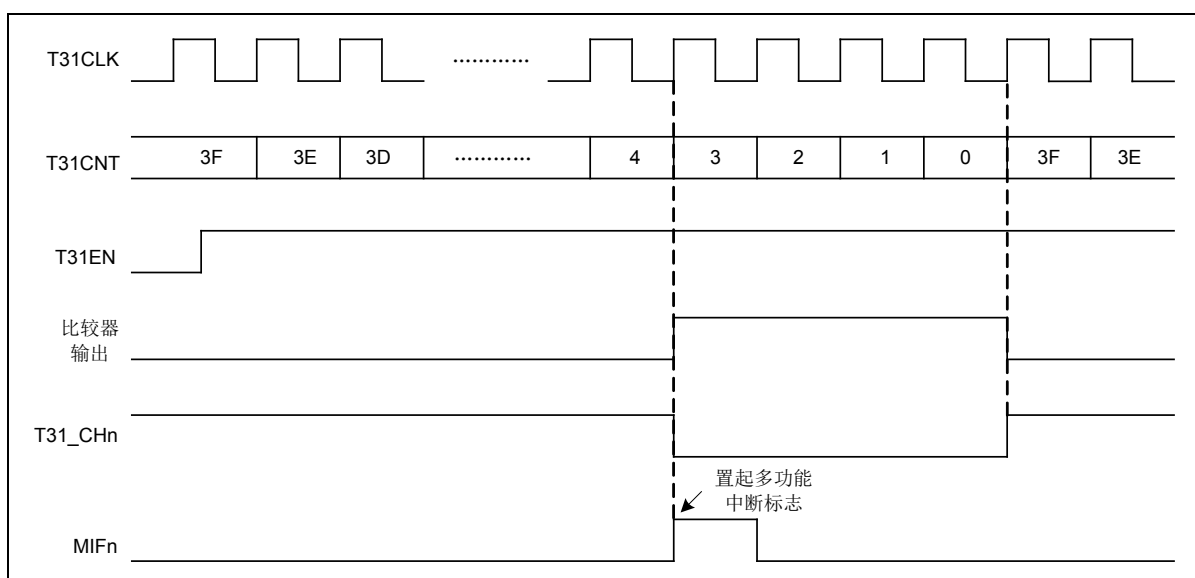 T31CLK
…………
T31CNT 3F 3E 3D ………… 4 3 2 1 0 3F 3E
T31EN
比较器
输出
T31_CHn
置起多功能
中断标志
MIFn